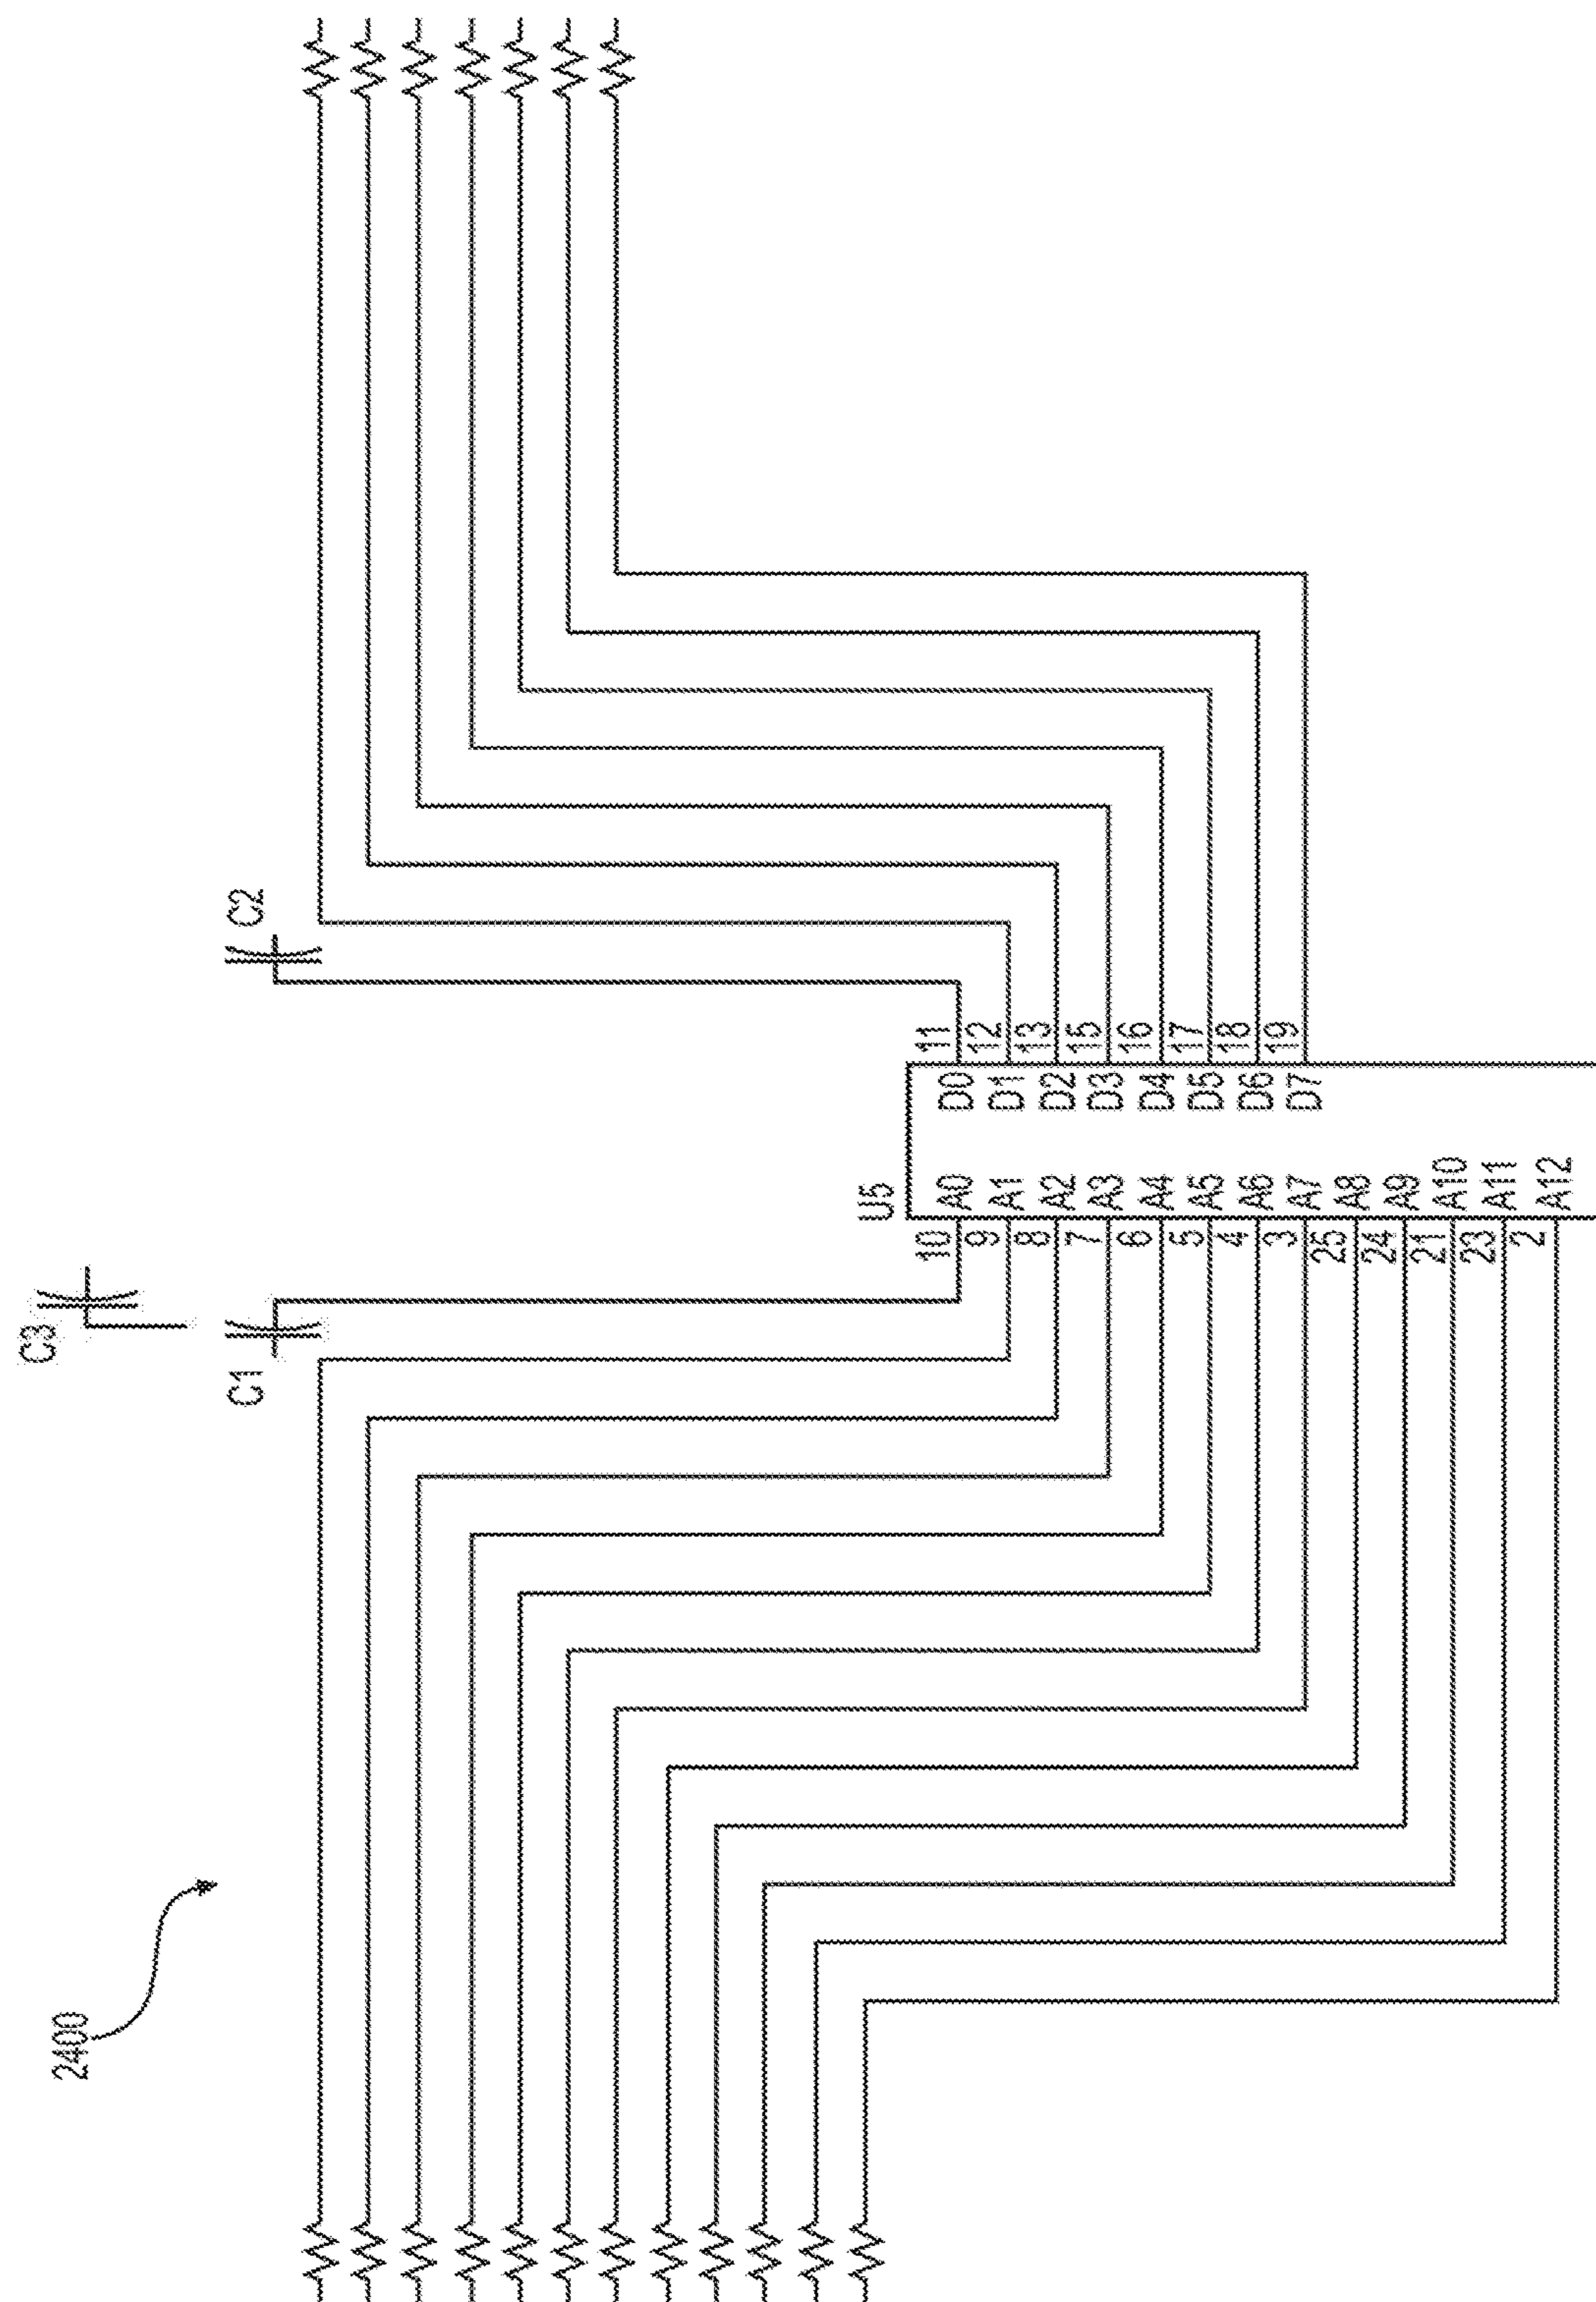 2400
C3
C1
C2
U5
10 A0 D0 11
9 A1 D1 12
8 A2 D2 13
7 A3 D3 15
6 A4 D4 16
5 A5 D5 17
4 A6 D6 18
3 A7 D7 19
25 A8
24 A9
21 A10
23 A11
2 A12